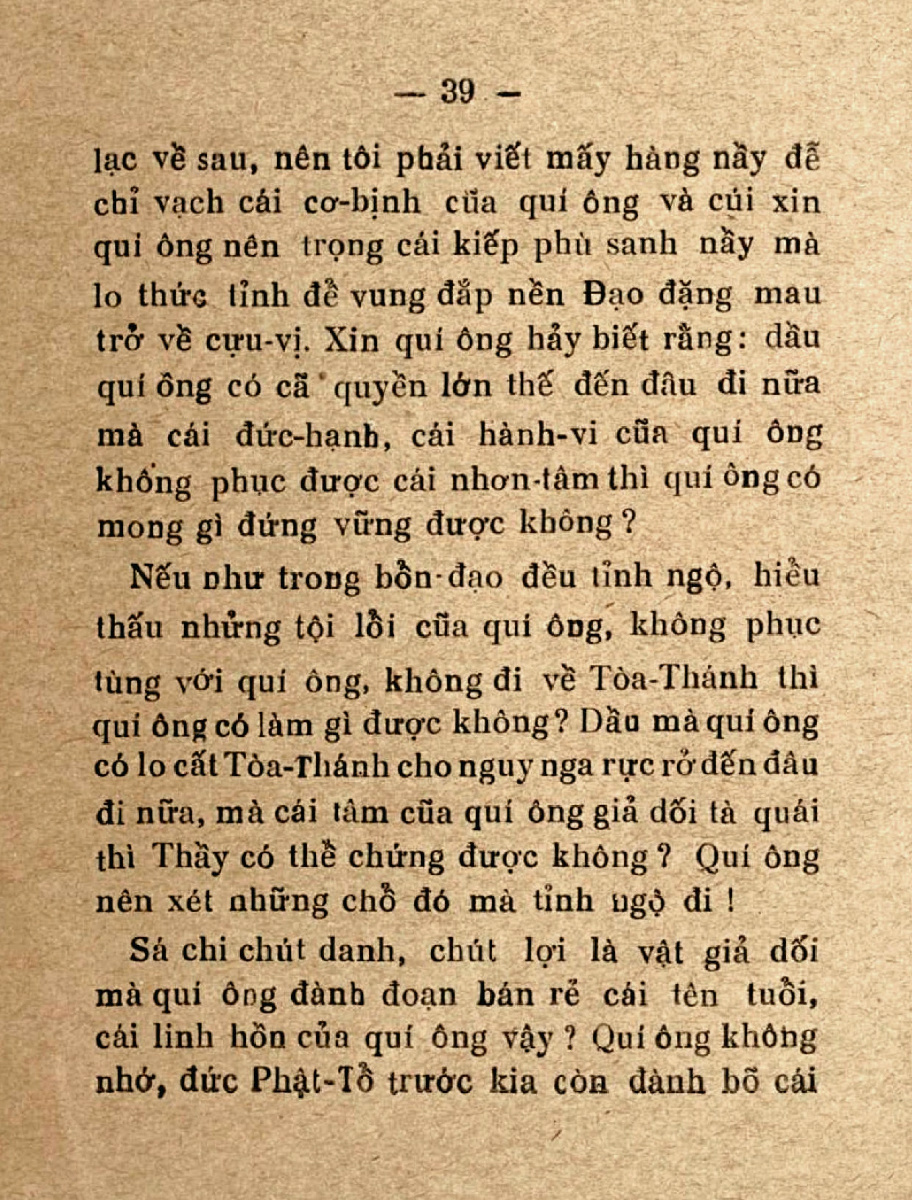 — 39 —
lạc về sau, nên tôi phải viết mấy hàng nầy để
chỉ vạch cái cơ-bịnh của quí ông và cúi xin
quí ông nên trọng cái kiếp phù sanh nầy mà
lo thức tỉnh để vung đắp nền Đạo đặng mau
trở về cựu-vị. Xin quí ông hảy biết rằng: dầu
quí ông có cã quyền lớn thế đến đâu đi nữa
mà cái đức-hạnh, cái hành-vi cũa quí ông
không phục được cái nhơn-tâm thì quí ông có
mong gì đứng vững được không ?
Nếu như trong bổn-đạo đều tỉnh ngộ, hiểu
thấu nhửng tội lổi cũa quí ông, không phục
tùng với quí ông, không đi về Tòa-Thánh thì
quí ông có làm gì được không ? Dầu mà quí ông
có lo cất Tòa-Thánh cho nguy nga rực rở đến đâu
đi nữa, mà cái tâm cũa quí ông giả dối tà quái
thì Thầy có thể chứng được không ? Quí ông
nên xét những chổ đó mà tỉnh ngộ đi !
Sá chi chút danh, chút lợi là vật giả dối
mà quí ông đành đoạn bán rẻ cái tên tuổi,
cái linh hồn của quí ông vậy ? Quí ông không
nhớ, đức Phật-Tổ trước kia còn đành bõ cái